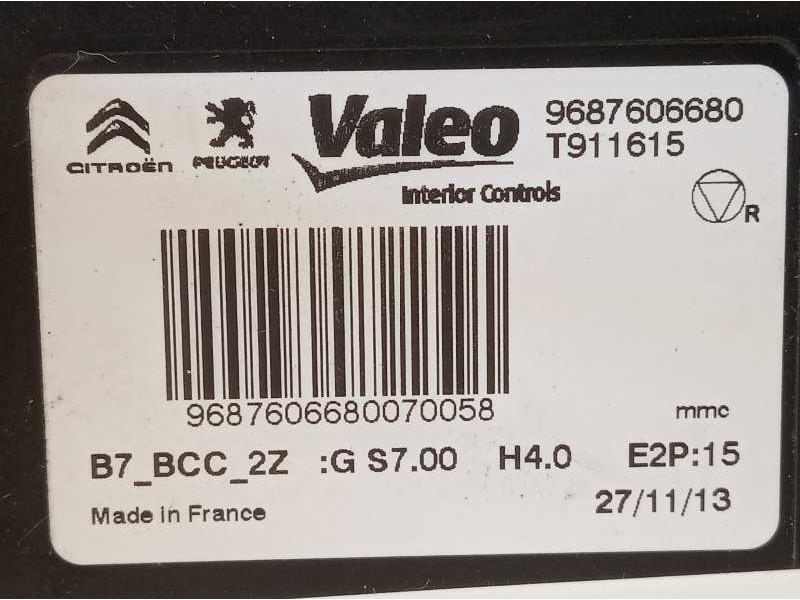 CITROËN PEUGEOT Valeo 9687606680
T911615
Interior Controls
R
9687606680070058
mmc
B7_BCC_2Z :G S7.00 H4.0 E2P:15
Made in France 27/11/13